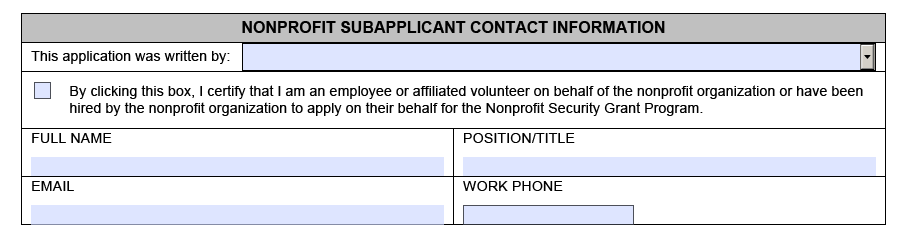 NONPROFIT SUBAPPLICANT CONTACT INFORMATION
This application was written by:
By clicking this box, I certify that I am an employee or affiliated volunteer on behalf of the nonprofit organization or have been
hired by the nonprofit organization to apply on their behalf for the Nonprofit Security Grant Program.
FULL NAME
POSITION/TITLE
EMAIL
WORK PHONE